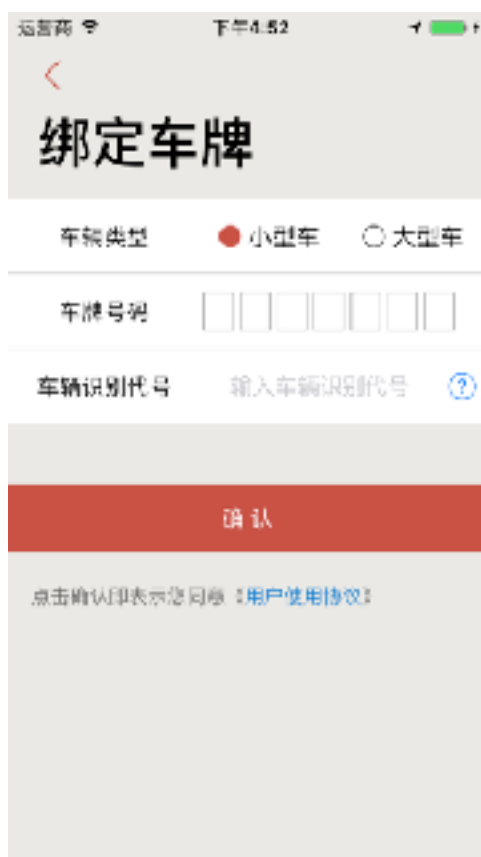 运营商 下午4:52
绑定车牌
车辆类型 小型车 大型车
车牌号码
车辆识别代号 输入车辆识别代号 ?
确认
点击确认即表示您同意《用户使用协议》